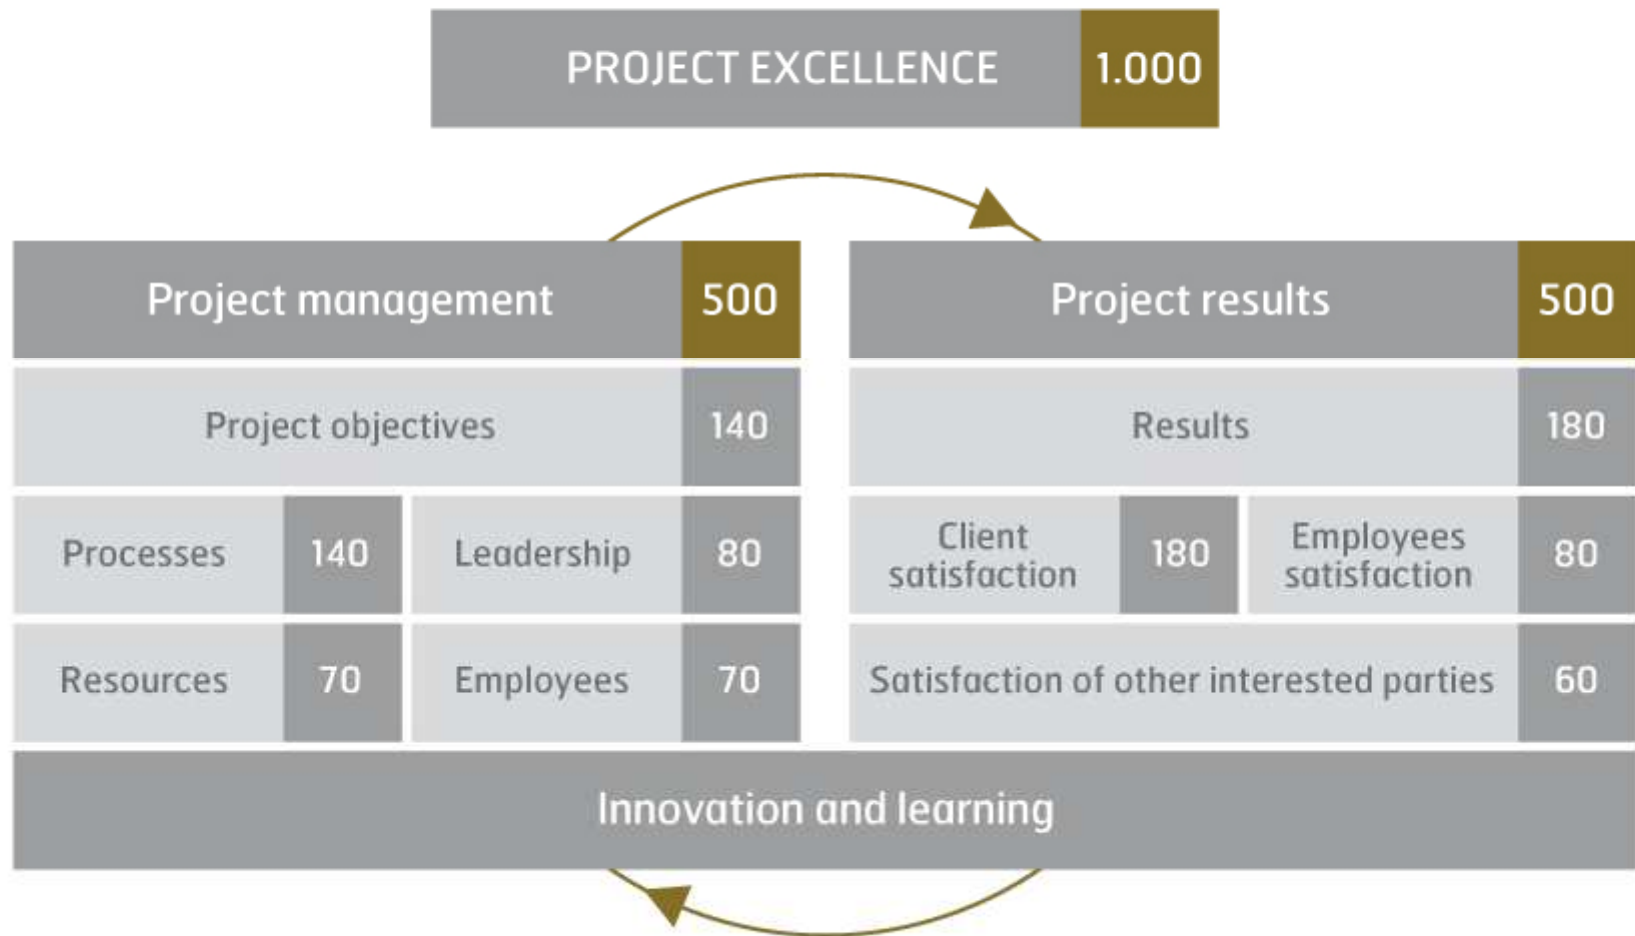 PROJECT EXCELLENCE 1.000
Project management 500
Project results 500
Project objectives 140
Results 180
Processes 140
Leadership 80
Client
satisfaction 180
Employees
satisfaction 80
Resources 70
Employees 70
Satisfaction of other interested parties 60
Innovation and learning